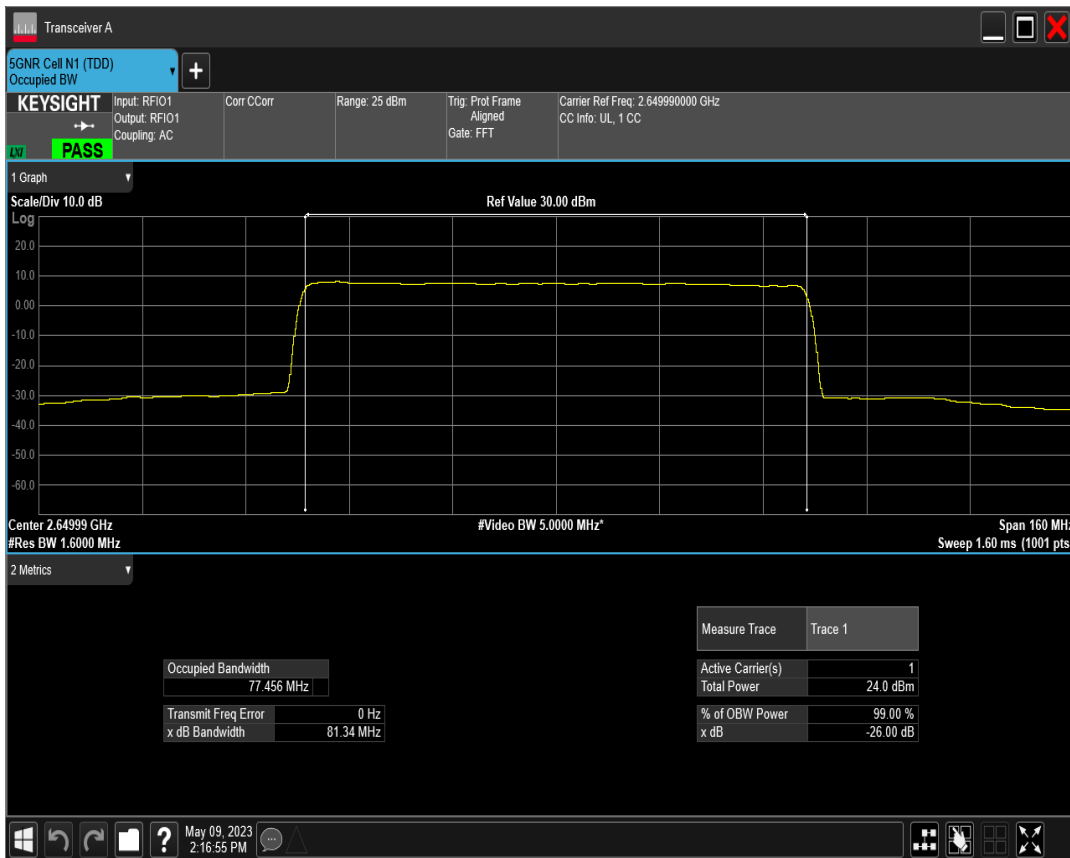 Transceiver A
5GNR Cell N1 (TDD)
Occupied BW
+
KEYSIGHT
LXI
PASS
Input: RFIO1
Output: RFIO1
Coupling: AC
Corr CCorr
Range: 25 dBm
Trig: Prot Frame
Aligned
Gate: FFT
Carrier Ref Freq: 2.649990000 GHz
CC Info: UL, 1 CC
1 Graph
Scale/Div 10.0 dB
Ref Value 30.00 dBm
Log
20.0
10.0
0.00
-10.0
-20.0
-30.0
-40.0
-50.0
-60.0
Center 2.64999 GHz
#Video BW 5.0000 MHz*
Span 160 MHz
#Res BW 1.6000 MHz
Sweep 1.60 ms (1001 pts
2 Metrics
Measure Trace Trace 1
Occupied Bandwidth
77.456 MHz
Active Carrier(s) 1
Total Power 24.0 dBm
Transmit Freq Error 0 Hz
x dB Bandwidth 81.34 MHz
% of OBW Power 99.00 %
x dB -26.00 dB
?
May 09, 2023
2:16:55 PM